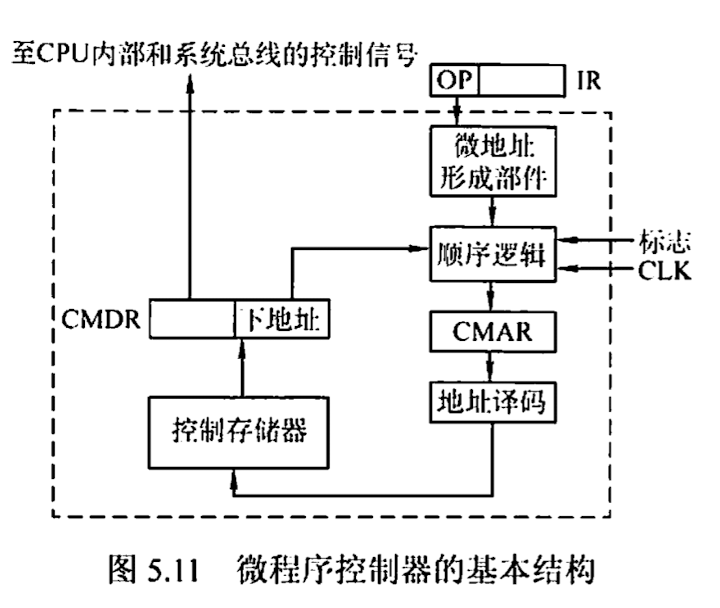 至CPU内部和系统总线的控制信号
OP
IR
微地址
形成部件
顺序逻辑
标志
CLK
CMDR
下地址
CMAR
地址译码
控制存储器
图 5.11 微程序控制器的基本结构